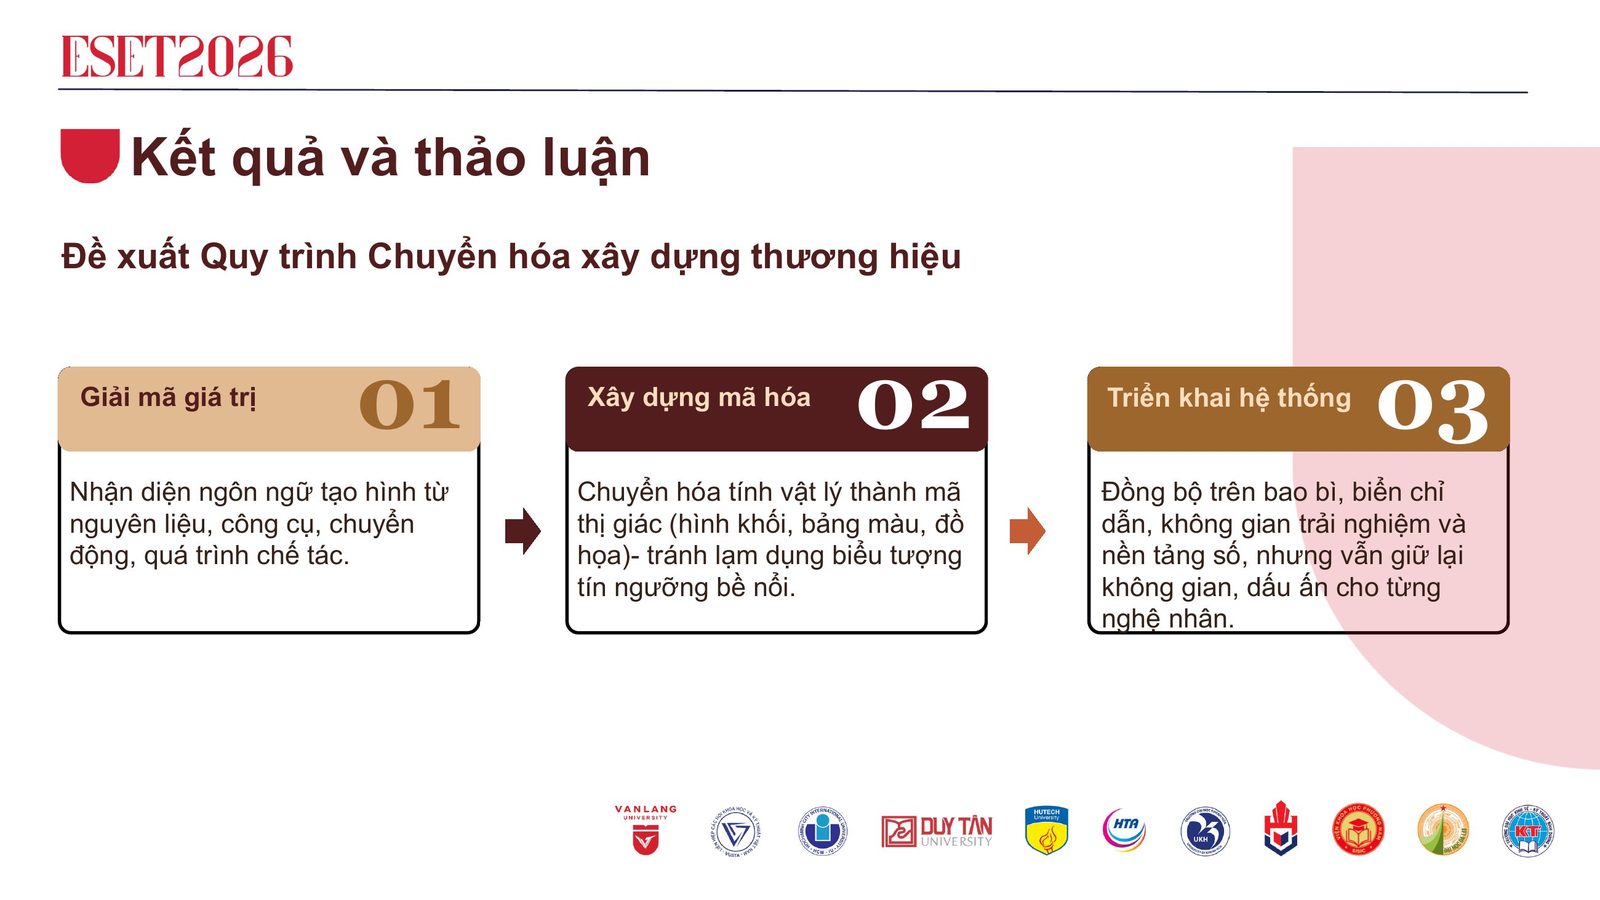 ESET2026
Kết quả và thảo luận
Đề xuất Quy trình Chuyển hóa xây dựng thương hiệu
Giải mã giá trị
01
Nhận diện ngôn ngữ tạo hình từ
nguyên liệu, công cụ, chuyển
động, quá trình chế tác.
Xây dựng mã hóa
02
Chuyển hóa tính vật lý thành mã
thị giác (hình khối, bảng màu, đồ
họa)- tránh lạm dụng biểu tượng
tín ngưỡng bề nổi.
Triển khai hệ thống
03
Đồng bộ trên bao bì, biển chỉ
dẫn, không gian trải nghiệm và
nền tảng số, nhưng vẫn giữ lại
không gian, dấu ấn cho từng
nghệ nhân.
VAN LANG
UNIVERSITY
DUY TÂN
UNIVERSITY
HUTECH
University
HTA
UKH
KT